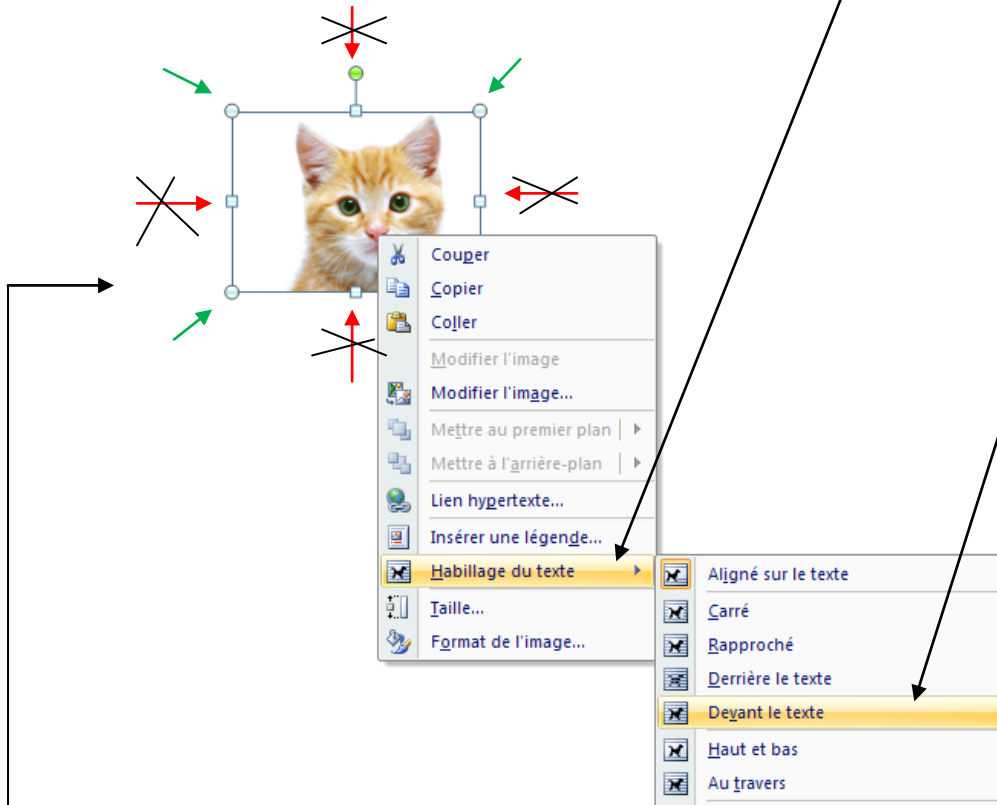 Couper
Copier
Coller
Modifier l'image
Modifier l'image...
Mettre au premier plan
Mettre à l'arrière-plan
Lien hypertexte...
Insérer une légende...
Habillage du texte
Taille...
Format de l'image...
Aligné sur le texte
Carré
Rapproché
Derrière le texte
Devant le texte
Haut et bas
Au travers